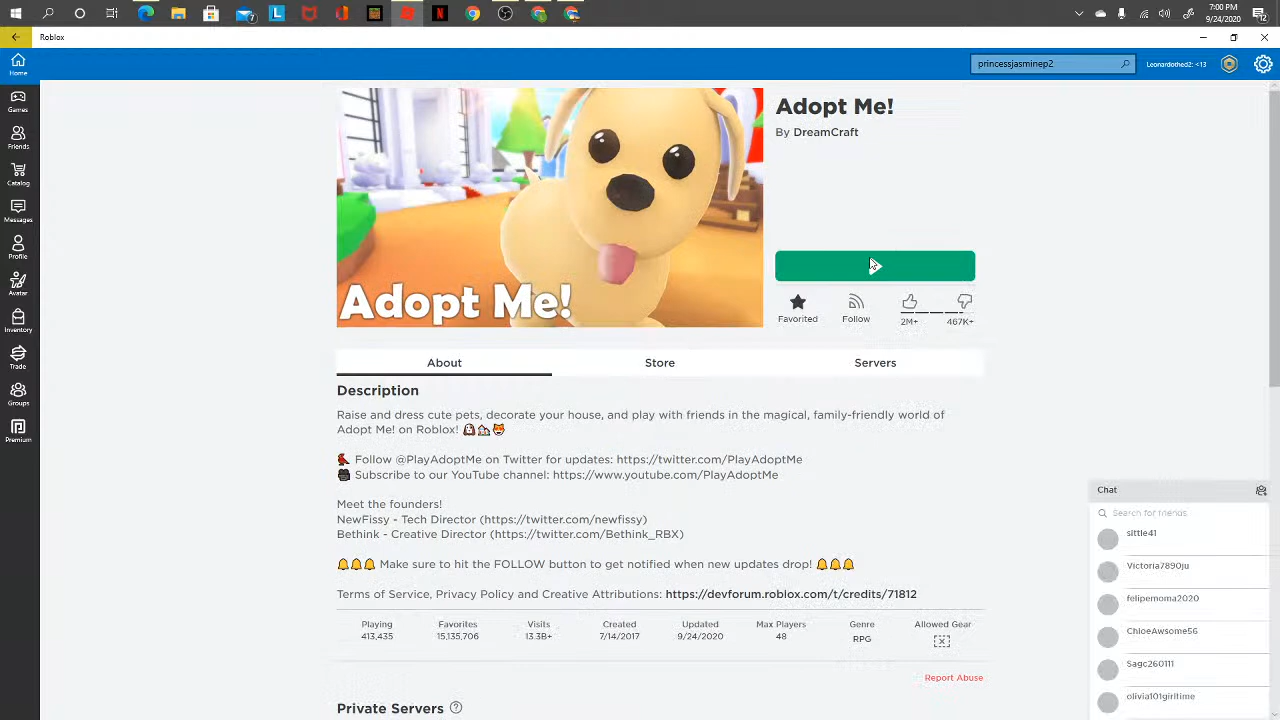 7:00 PM
9/24/2020
Roblox
princessjasminep2
Leonardothed2: <13
Home
Games
Friends
Catalog
Messages
Profile
Avatar
Inventory
Trade
Groups
Premium
Adopt Me!
Adopt Me!
By DreamCraft
Favorited
Follow
2M+
467K+
About
Store
Servers
Description
Raise and dress cute pets, decorate your house, and play with friends in the magical, family-friendly world of
Adopt Me! on Roblox! 🐶🏡🦊
🐦 Follow @PlayAdoptMe on Twitter for updates: https://twitter.com/PlayAdoptMe
🎥 Subscribe to our YouTube channel: https://www.youtube.com/PlayAdoptMe
Meet the founders!
NewFissy - Tech Director (https://twitter.com/newfissy)
Bethink - Creative Director (https://twitter.com/Bethink_RBX)
🔔🔔🔔 Make sure to hit the FOLLOW button to get notified when new updates drop! 🔔🔔🔔
Terms of Service, Privacy Policy and Creative Attributions: https://devforum.roblox.com/t/credits/71812
Playing Favorites Visits Created Updated Max Players Genre Allowed Gear
413,435 15,135,706 13.3B+ 7/14/2017 9/24/2020 48 RPG
Report Abuse
Private Servers
Chat
Search for friends
sittle41
Victoria7890ju
felipemoma2020
ChloeAwsome56
Sagc260111
olivia101girltime